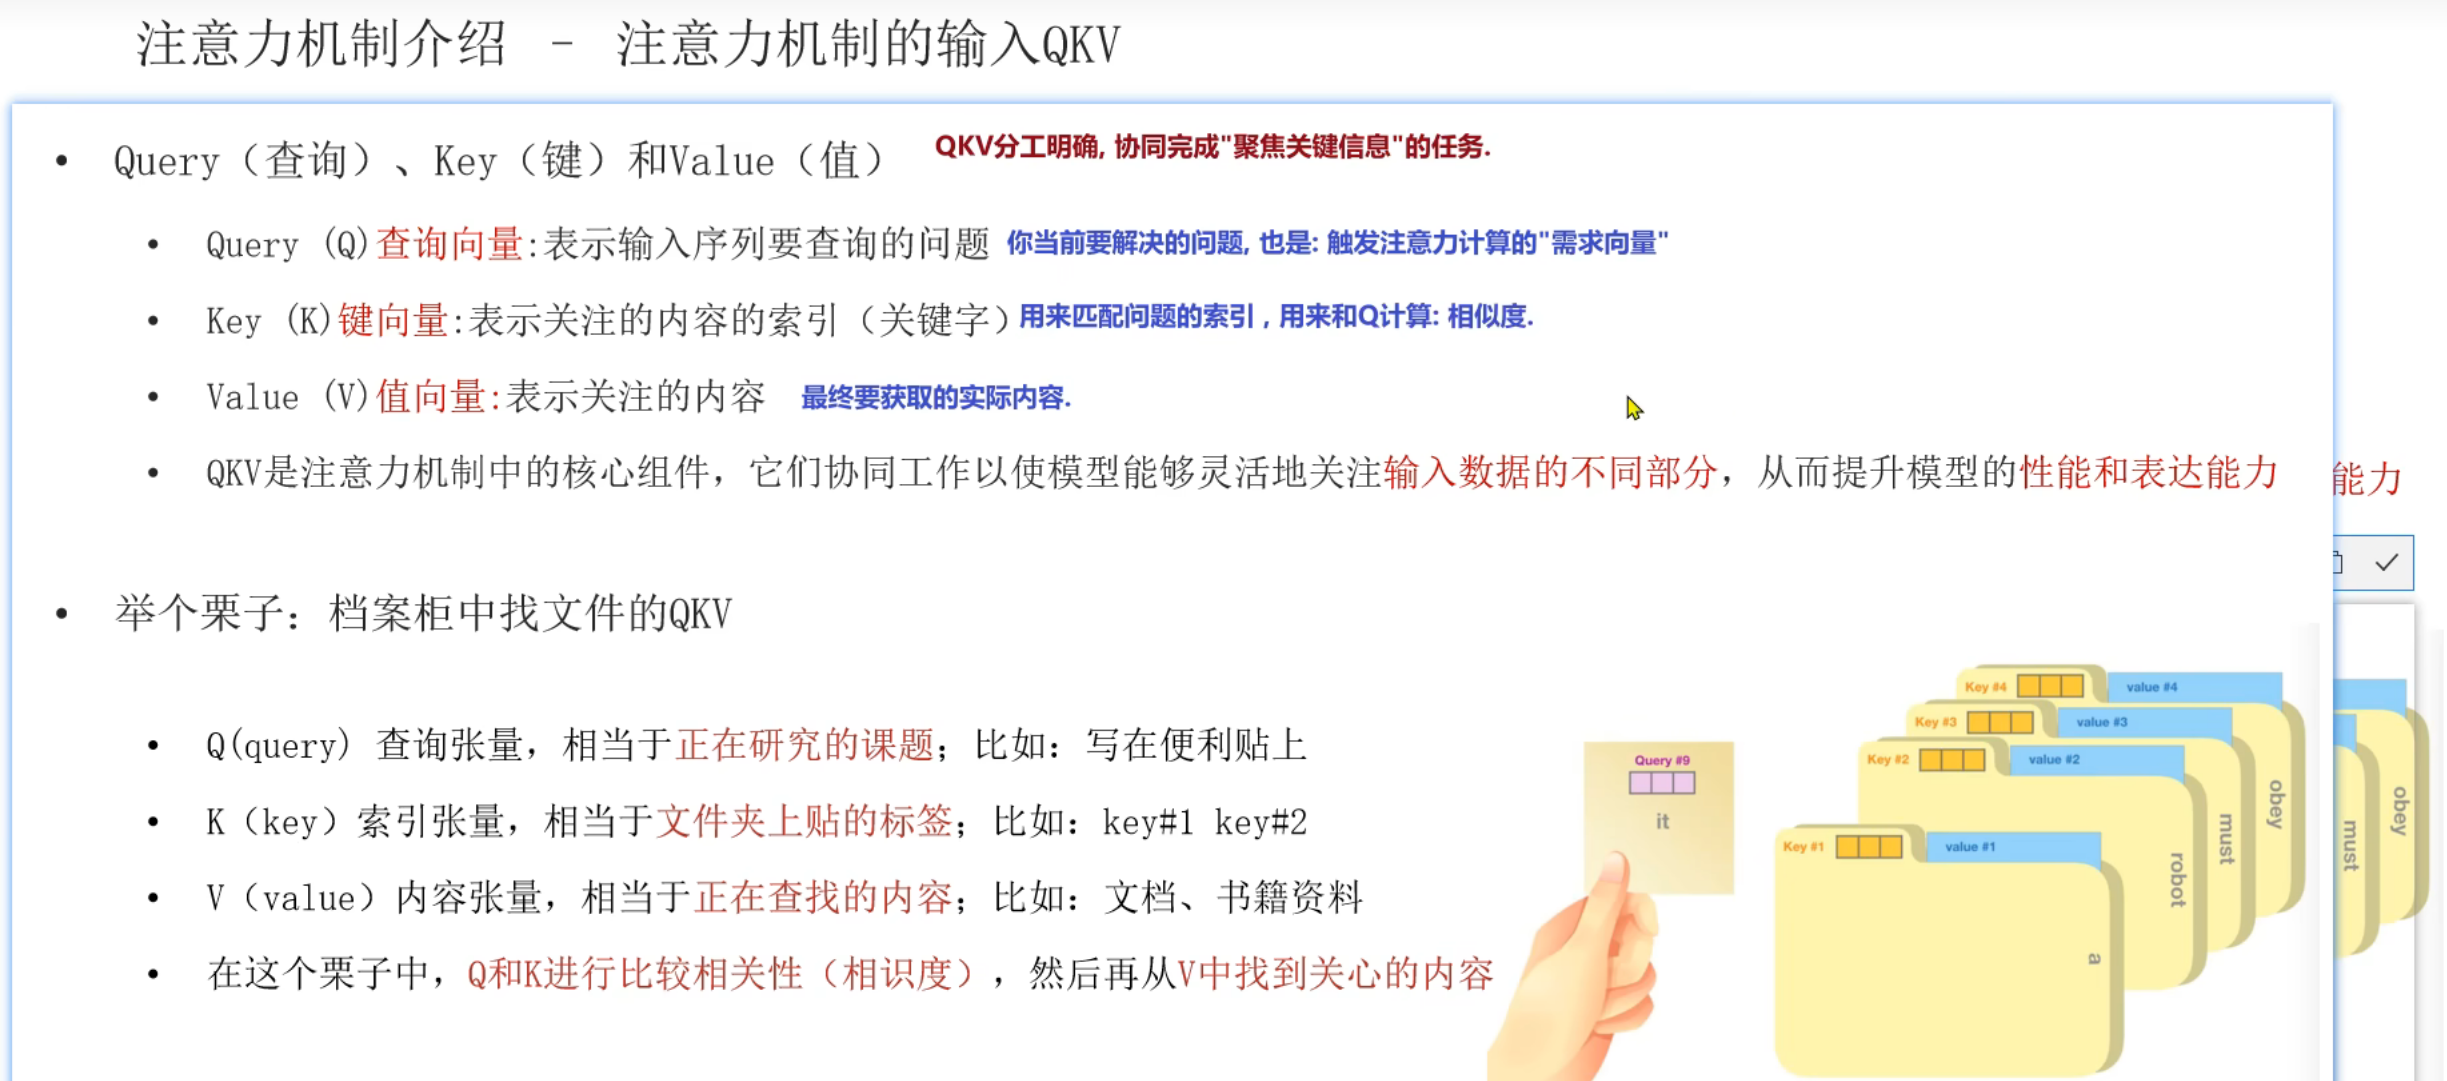 注意力机制介绍 - 注意力机制的输入QKV
• Query（查询）、Key（键）和Value（值） QKV分工明确, 协同完成"聚焦关键信息"的任务.
• Query (Q)查询向量:表示输入序列要查询的问题 你当前要解决的问题, 也是: 触发注意力计算的"需求向量"
• Key (K)键向量:表示关注的内容的索引（关键字） 用来匹配问题的索引 , 用来和Q计算: 相似度.
• Value (V)值向量:表示关注的内容 最终要获取的实际内容.
• QKV是注意力机制中的核心组件，它们协同工作以使模型能够灵活地关注输入数据的不同部分，从而提升模型的性能和表达能力
能力
• 举个栗子：档案柜中找文件的QKV
• Q(query) 查询张量，相当于正在研究的课题；比如：写在便利贴上
• K（key）索引张量，相当于文件夹上贴的标签；比如：key#1 key#2
• V（value）内容张量，相当于正在查找的内容；比如：文档、书籍资料
• 在这个栗子中，Q和K进行比较相关性（相识度），然后再从V中找到关心的内容
Query #9
it
Key #4 value #4
Key #3 value #3
Key #2 value #2
Key #1 value #1
obey
must
robot
a
obey
must